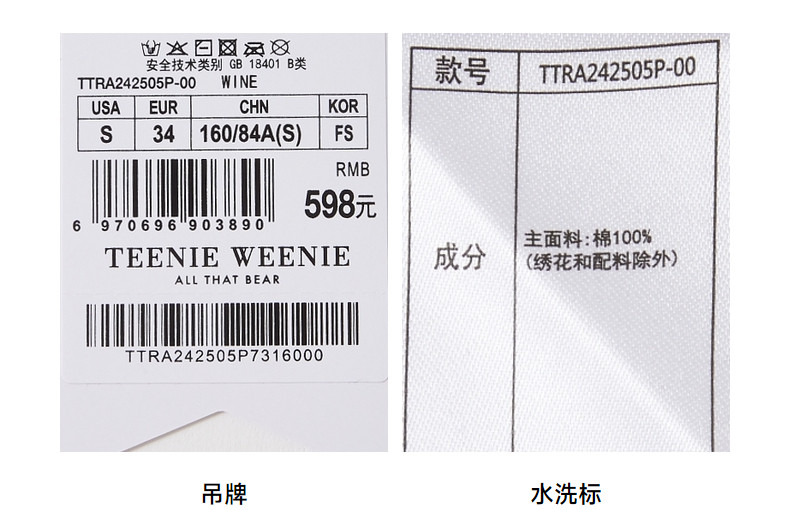 安全技术类别 GB 18401 B类
TTRA242505P-00 WINE
USA EUR CHN KOR
S 34 160/84A(S) FS
RMB
598元
6 970696 903890
TEENIE WEENIE
ALL THAT BEAR
TTRA242505P7316000
吊牌
款号 TTRA242505P-00
成分
主面料:棉100%
(绣花和配料除外)
水洗标